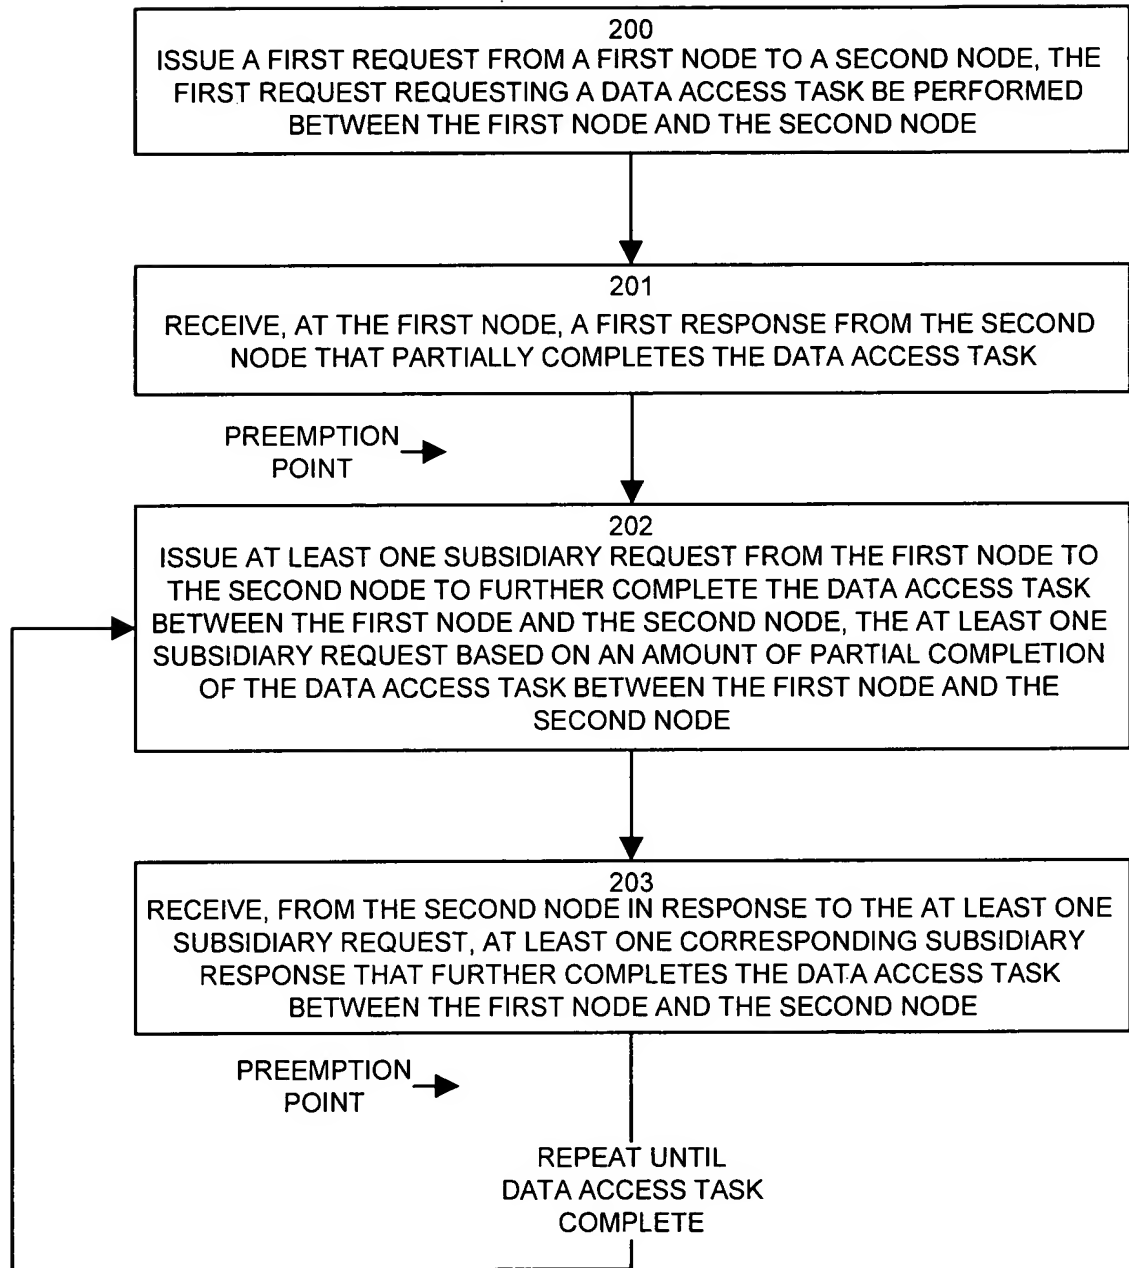 200
ISSUE A FIRST REQUEST FROM A FIRST NODE TO A SECOND NODE, THE
FIRST REQUEST REQUESTING A DATA ACCESS TASK BE PERFORMED
BETWEEN THE FIRST NODE AND THE SECOND NODE
201
RECEIVE, AT THE FIRST NODE, A FIRST RESPONSE FROM THE SECOND
NODE THAT PARTIALLY COMPLETES THE DATA ACCESS TASK
PREEMPTION
POINT
202
ISSUE AT LEAST ONE SUBSIDIARY REQUEST FROM THE FIRST NODE TO
THE SECOND NODE TO FURTHER COMPLETE THE DATA ACCESS TASK
BETWEEN THE FIRST NODE AND THE SECOND NODE, THE AT LEAST ONE
SUBSIDIARY REQUEST BASED ON AN AMOUNT OF PARTIAL COMPLETION
OF THE DATA ACCESS TASK BETWEEN THE FIRST NODE AND THE
SECOND NODE
203
RECEIVE, FROM THE SECOND NODE IN RESPONSE TO THE AT LEAST ONE
SUBSIDIARY REQUEST, AT LEAST ONE CORRESPONDING SUBSIDIARY
RESPONSE THAT FURTHER COMPLETES THE DATA ACCESS TASK
BETWEEN THE FIRST NODE AND THE SECOND NODE
PREEMPTION
POINT
REPEAT UNTIL
DATA ACCESS TASK
COMPLETE